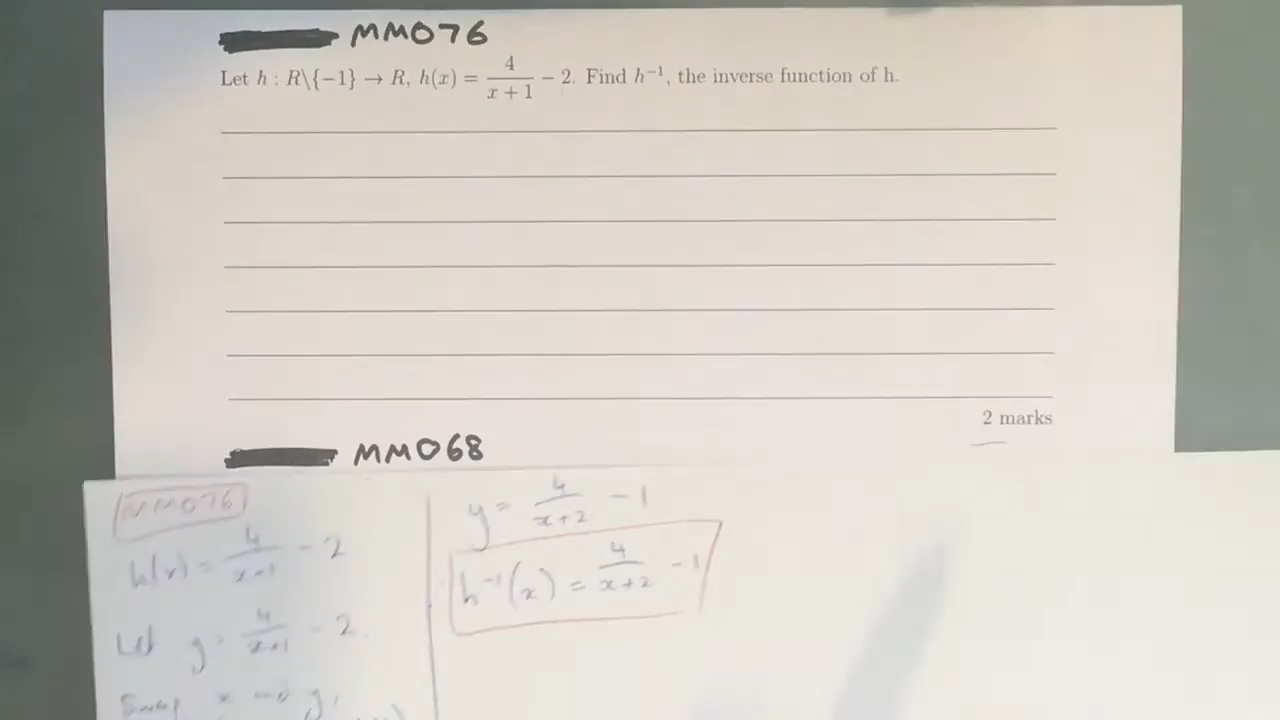 MM076
Let h : R\{−1} → R, h(x) = 4/(x + 1) − 2. Find h⁻¹, the inverse function of h.
2 marks
MM068
MM076
h(x) = 4/(x+1) − 2
Let y = 4/(x+1) − 2.
Swap x
y = 4/(x+2) − 1
h⁻¹(x) = 4/(x+2) − 1